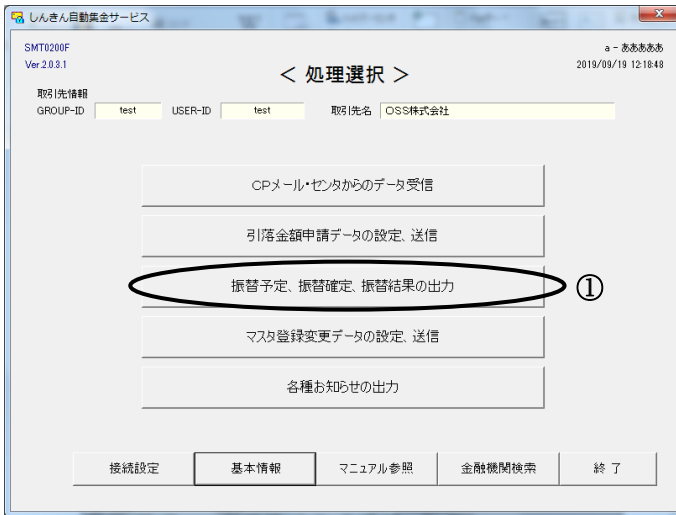 しんきん自動集金サービス
SMT0200F
a - あああああ
Ver.2.0.3.1
2019/09/19 12:18:48
＜ 処理選択 ＞
取引先情報
GROUP-ID test USER-ID test 取引先名 OSS株式会社
CPメール・センタからのデータ受信
引落金額申請データの設定、送信
振替予定、振替確定、振替結果の出力
①
マスタ登録変更データの設定、送信
各種お知らせの出力
接続設定 基本情報 マニュアル参照 金融機関検索 終了